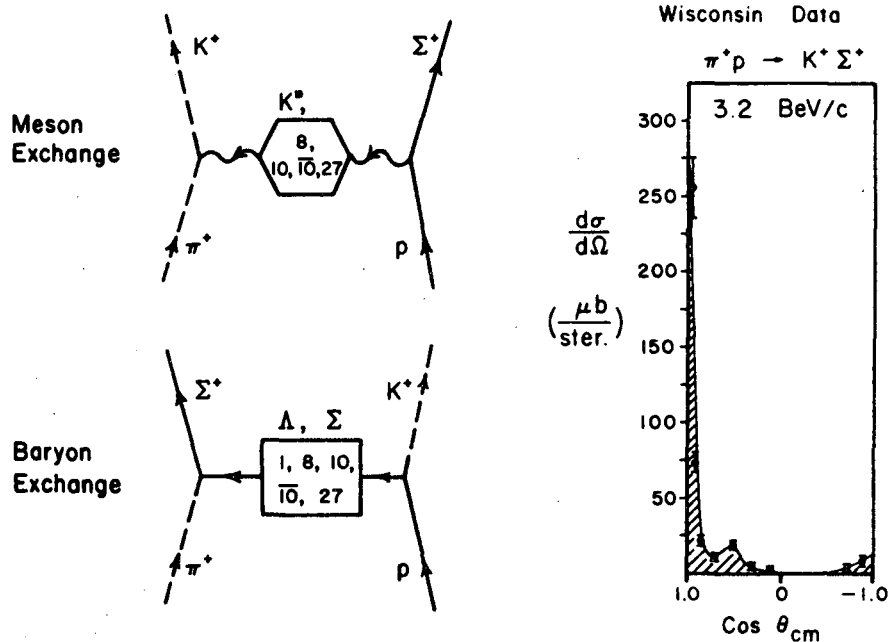 K⁺
Σ⁺
Meson
Exchange
K*,
8,
10, 1̅0̅, 27
π⁺
p
Σ⁺
K⁺
Baryon
Exchange
Λ, Σ
1, 8, 10,
1̅0̅, 27
π⁺
p
Wisconsin Data
π⁺p → K⁺Σ⁺
3.2 BeV/c
300
250
225
150
100
50
dσ
dΩ
(μb
ster.)
1.0 0 -1.0
Cos θcm